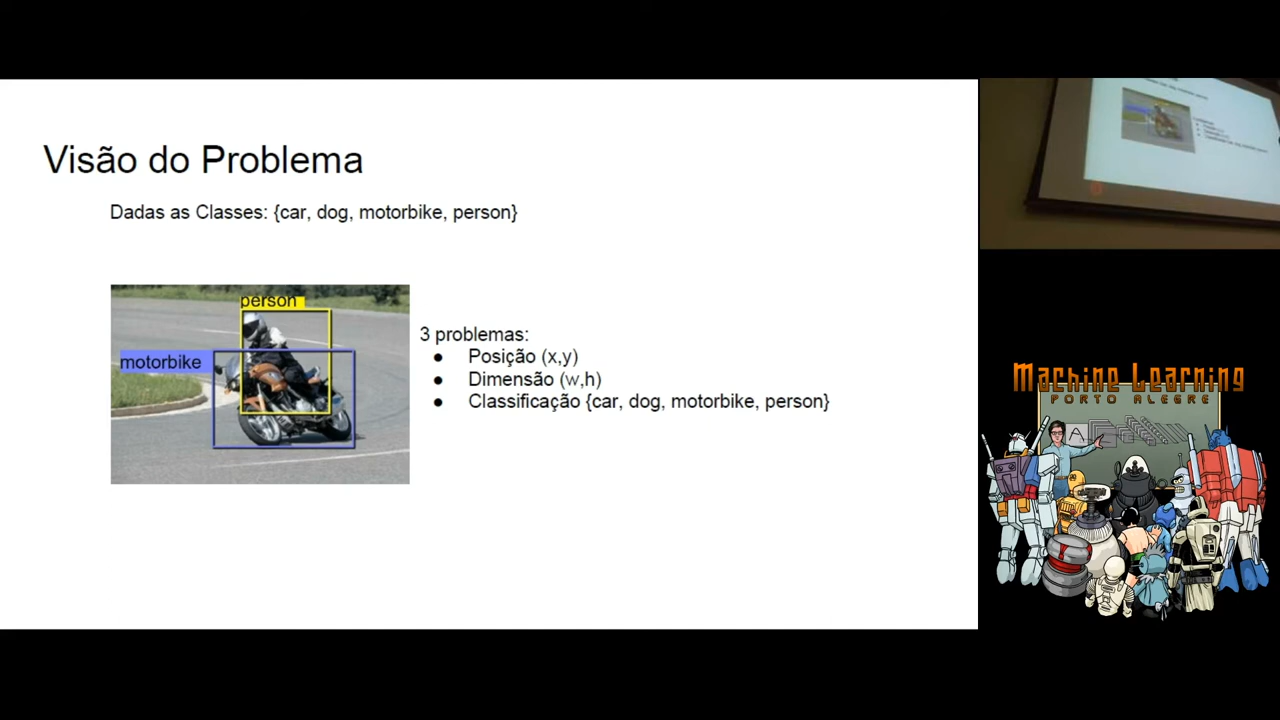 Visão do Problema
Dadas as Classes: {car, dog, motorbike, person}
person
motorbike
3 problemas:
● Posição (x,y)
● Dimensão (w,h)
● Classificação {car, dog, motorbike, person}
Machine Learning
PORTO ALEGRE